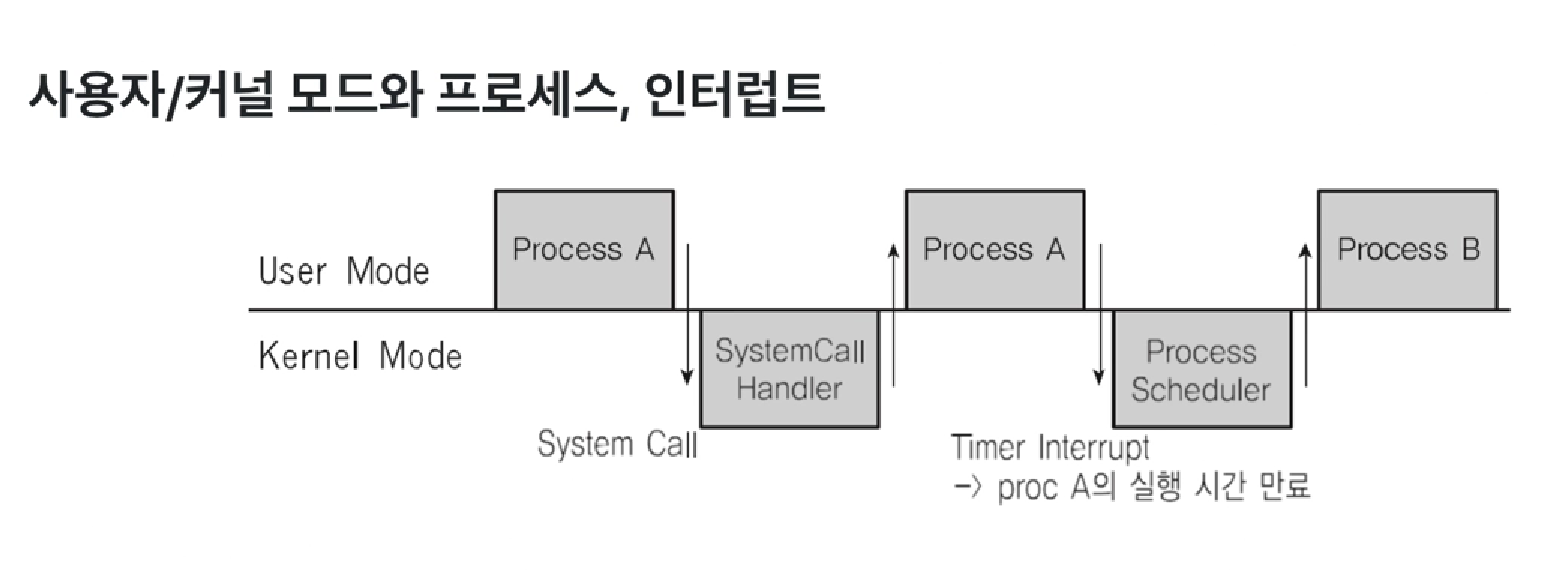 사용자/커널 모드와 프로세스, 인터럽트
Process A
Process A
Process B
User Mode
Kernel Mode
SystemCall
Handler
Process
Scheduler
System Call
Timer Interrupt
-> proc A의 실행 시간 만료